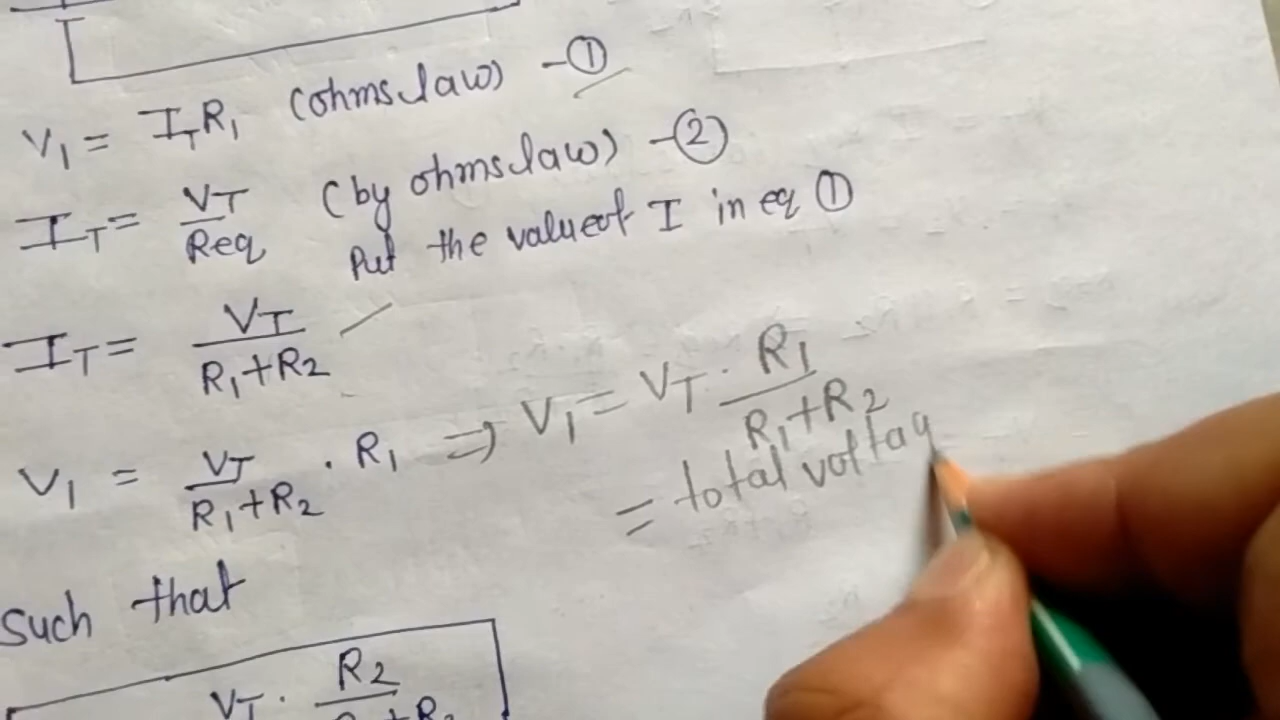 V1 = ITR1 (ohms law) - ①
IT = VT / Req (by ohms law) - ②
Put the value of I in eq ①
IT = VT / R1+R2
V1 = VT / R1+R2 . R1 ⇒ V1 = VT . R1 / R1+R2
= total voltag
Such that
VT . R2 /